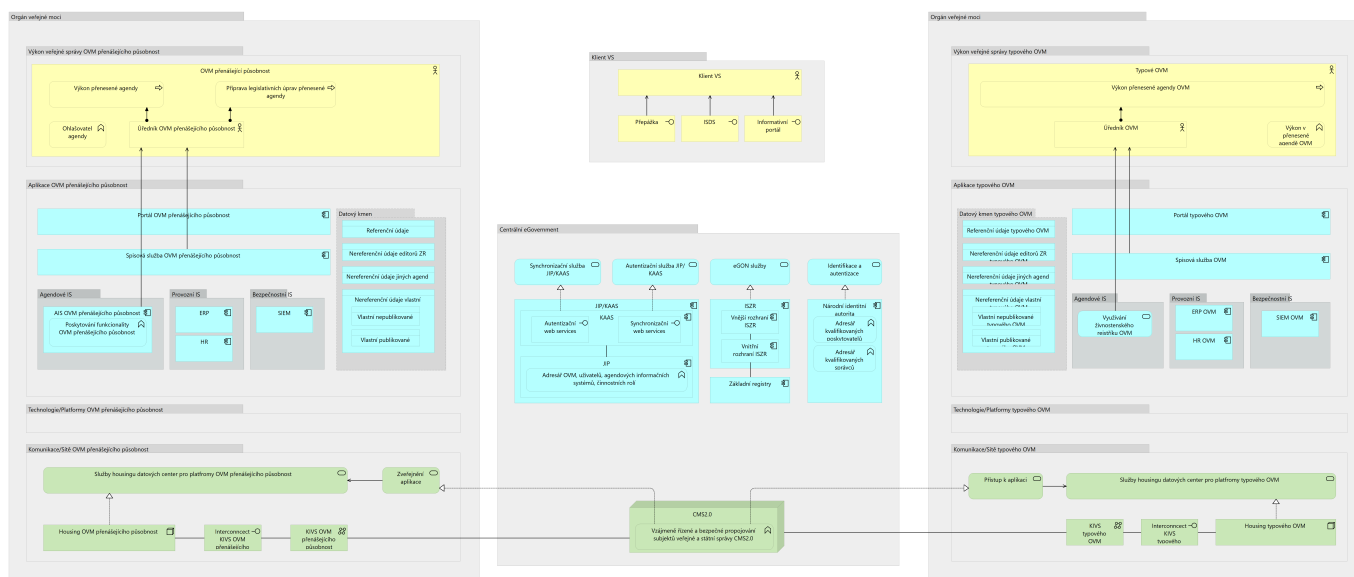 Orgán veřejné moci
Výkon veřejné správy OVM přenášejícího působnost
OVM přenášející působnost
Výkon přenesené agendy
Příprava legislativních úprav přenesené
agendy
Ohlašovatel
agendy
Úředník OVM přenášejícího působnost
Aplikace OVM přenášejícího působnost
Portál OVM přenášejícího působnost
Spisová služba OVM přenášejícího působnost
Datový kmen
Referenční údaje
Nereferenční údaje editorů ZR
Nereferenční údaje jiných agend
Nereferenční údaje vlastní
Vlastní nepublikované
Vlastní publikované
Agendové IS
AIS OVM přenášejícího působnost
Poskytování funkcionality
OVM přenášejícího působnost
Provozní IS
ERP
HR
Bezpečnostní IS
SIEM
Technologie/Platformy OVM přenášejícího působnost
Komunikace/Sítě OVM přenášejícího působnost
Služby housingu datových center pro platfromy OVM přenášejícího působnost
Zveřejnění
aplikace
Housing OVM přenášejícího působnost
Interconncect
KIVS OVM
přenášejícího
KIVS OVM
přenášejícího
působnost
Klient VS
Klient VS
Přepážka
ISDS
Informativní
portál
Centrální eGovernment
Synchronizační služba
JIP/KAAS
Autentizační služba JIP/
KAAS
eGON služby
Identifikace a
autentizace
JIP/KAAS
KAAS
Autentizační
web services
Synchronizační
web services
JIP
Adresář OVM, uživatelů, agendových informačních
systémů, činnostních rolí
ISZR
Vnější rozhraní
ISZR
Vnitřní
rozhraní ISZR
Základní registry
Národní identitní
autorita
Adresář
kvalifikovaných
poskytovatelů
Adresář
kvalifikovaných
správců
CMS2.0
Vzájemně řízené a bezpečné propojování
subjektů veřejné a státní správy CMS2.0
Orgán veřejné moci
Výkon veřejné správy typového OVM
Typové OVM
Výkon přenesené agendy OVM
Úředník OVM
Výkon v
přenesené
agendě OVM
Aplikace typového OVM
Datový kmen typového OVM
Referenční údaje typového OVM
Nereferenční údaje editorů ZR
typového OVM
Nereferenční údaje jiných agend
Nereferenční údaje vlastní
Vlastní nepublikované
typového OVM
Vlastní publikované
Portál typového OVM
Spisová služba OVM
Agendové IS
Využívání
živnostenského
rejstříku OVM
Provozní IS
ERP OVM
HR OVM
Bezpečnostní IS
SIEM OVM
Technologie/Platformy typového OVM
Komunikace/Sítě typového OVM
Přístup k aplikaci
Služby housingu datových center pro platformy typového OVM
KIVS
typového
OVM
Interconncect
KIVS
typového
Housing typového OVM